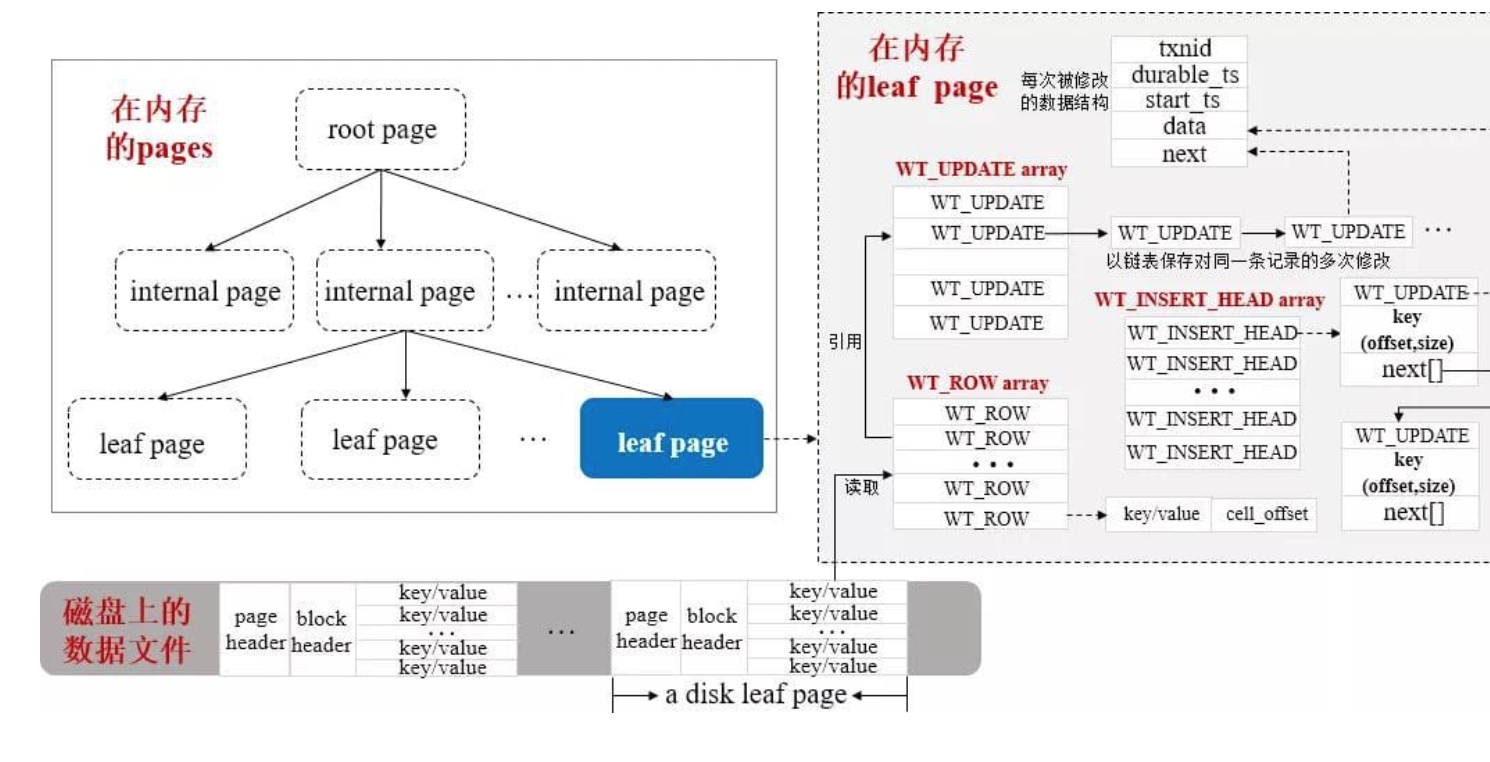 在内存
的pages
root page
internal page
internal page
...
internal page
leaf page
leaf page
...
leaf page
在内存
的leaf page
每次被修改
的数据结构
txnid
durable_ts
start_ts
data
next
WT_UPDATE array
WT_UPDATE
WT_UPDATE
WT_UPDATE
WT_UPDATE
WT_UPDATE
WT_UPDATE
...
以链表保存对同一条记录的多次修改
引用
WT_INSERT_HEAD array
WT_INSERT_HEAD
WT_INSERT_HEAD
...
WT_INSERT_HEAD
WT_INSERT_HEAD
WT_UPDATE
key
(offset,size)
next[]
WT_UPDATE
key
(offset,size)
next[]
WT_ROW array
WT_ROW
WT_ROW
...
WT_ROW
WT_ROW
读取
key/value
cell_offset
磁盘上的
数据文件
page
header
block
header
key/value
key/value
...
key/value
key/value
...
page
header
block
header
key/value
key/value
...
key/value
key/value
a disk leaf page